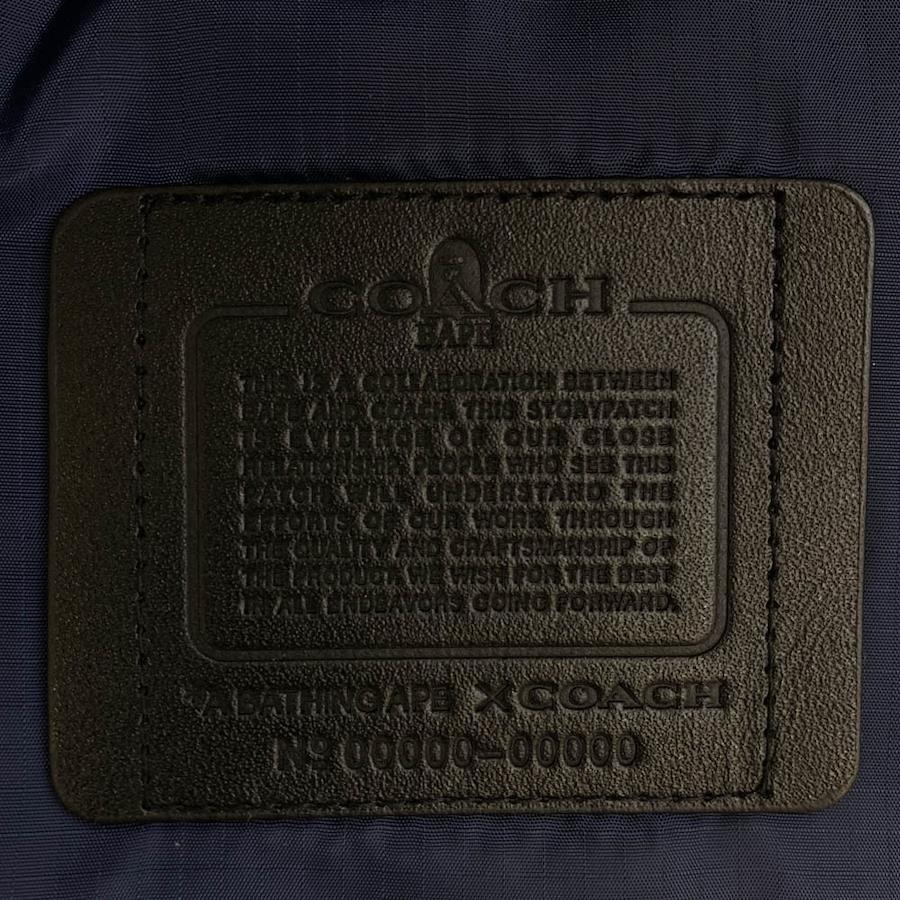 COACH
BAPE
THIS IS A COLLABORATION BETWEEN
BAPE AND COACH. THIS STORYPATCH
IS EVIDENCE OF OUR CLOSE
RELATIONSHIP. PEOPLE WHO SEE THIS
PATCH WILL UNDERSTAND THE
EFFORTS OF OUR WORK THROUGH
THE QUALITY AND CRAFTSMANSHIP OF
THE PRODUCT. WE WISH FOR THE BEST
IN ALL ENDEAVORS GOING FORWARD.
*A BATHING APE X COACH
Nº 00000-00000